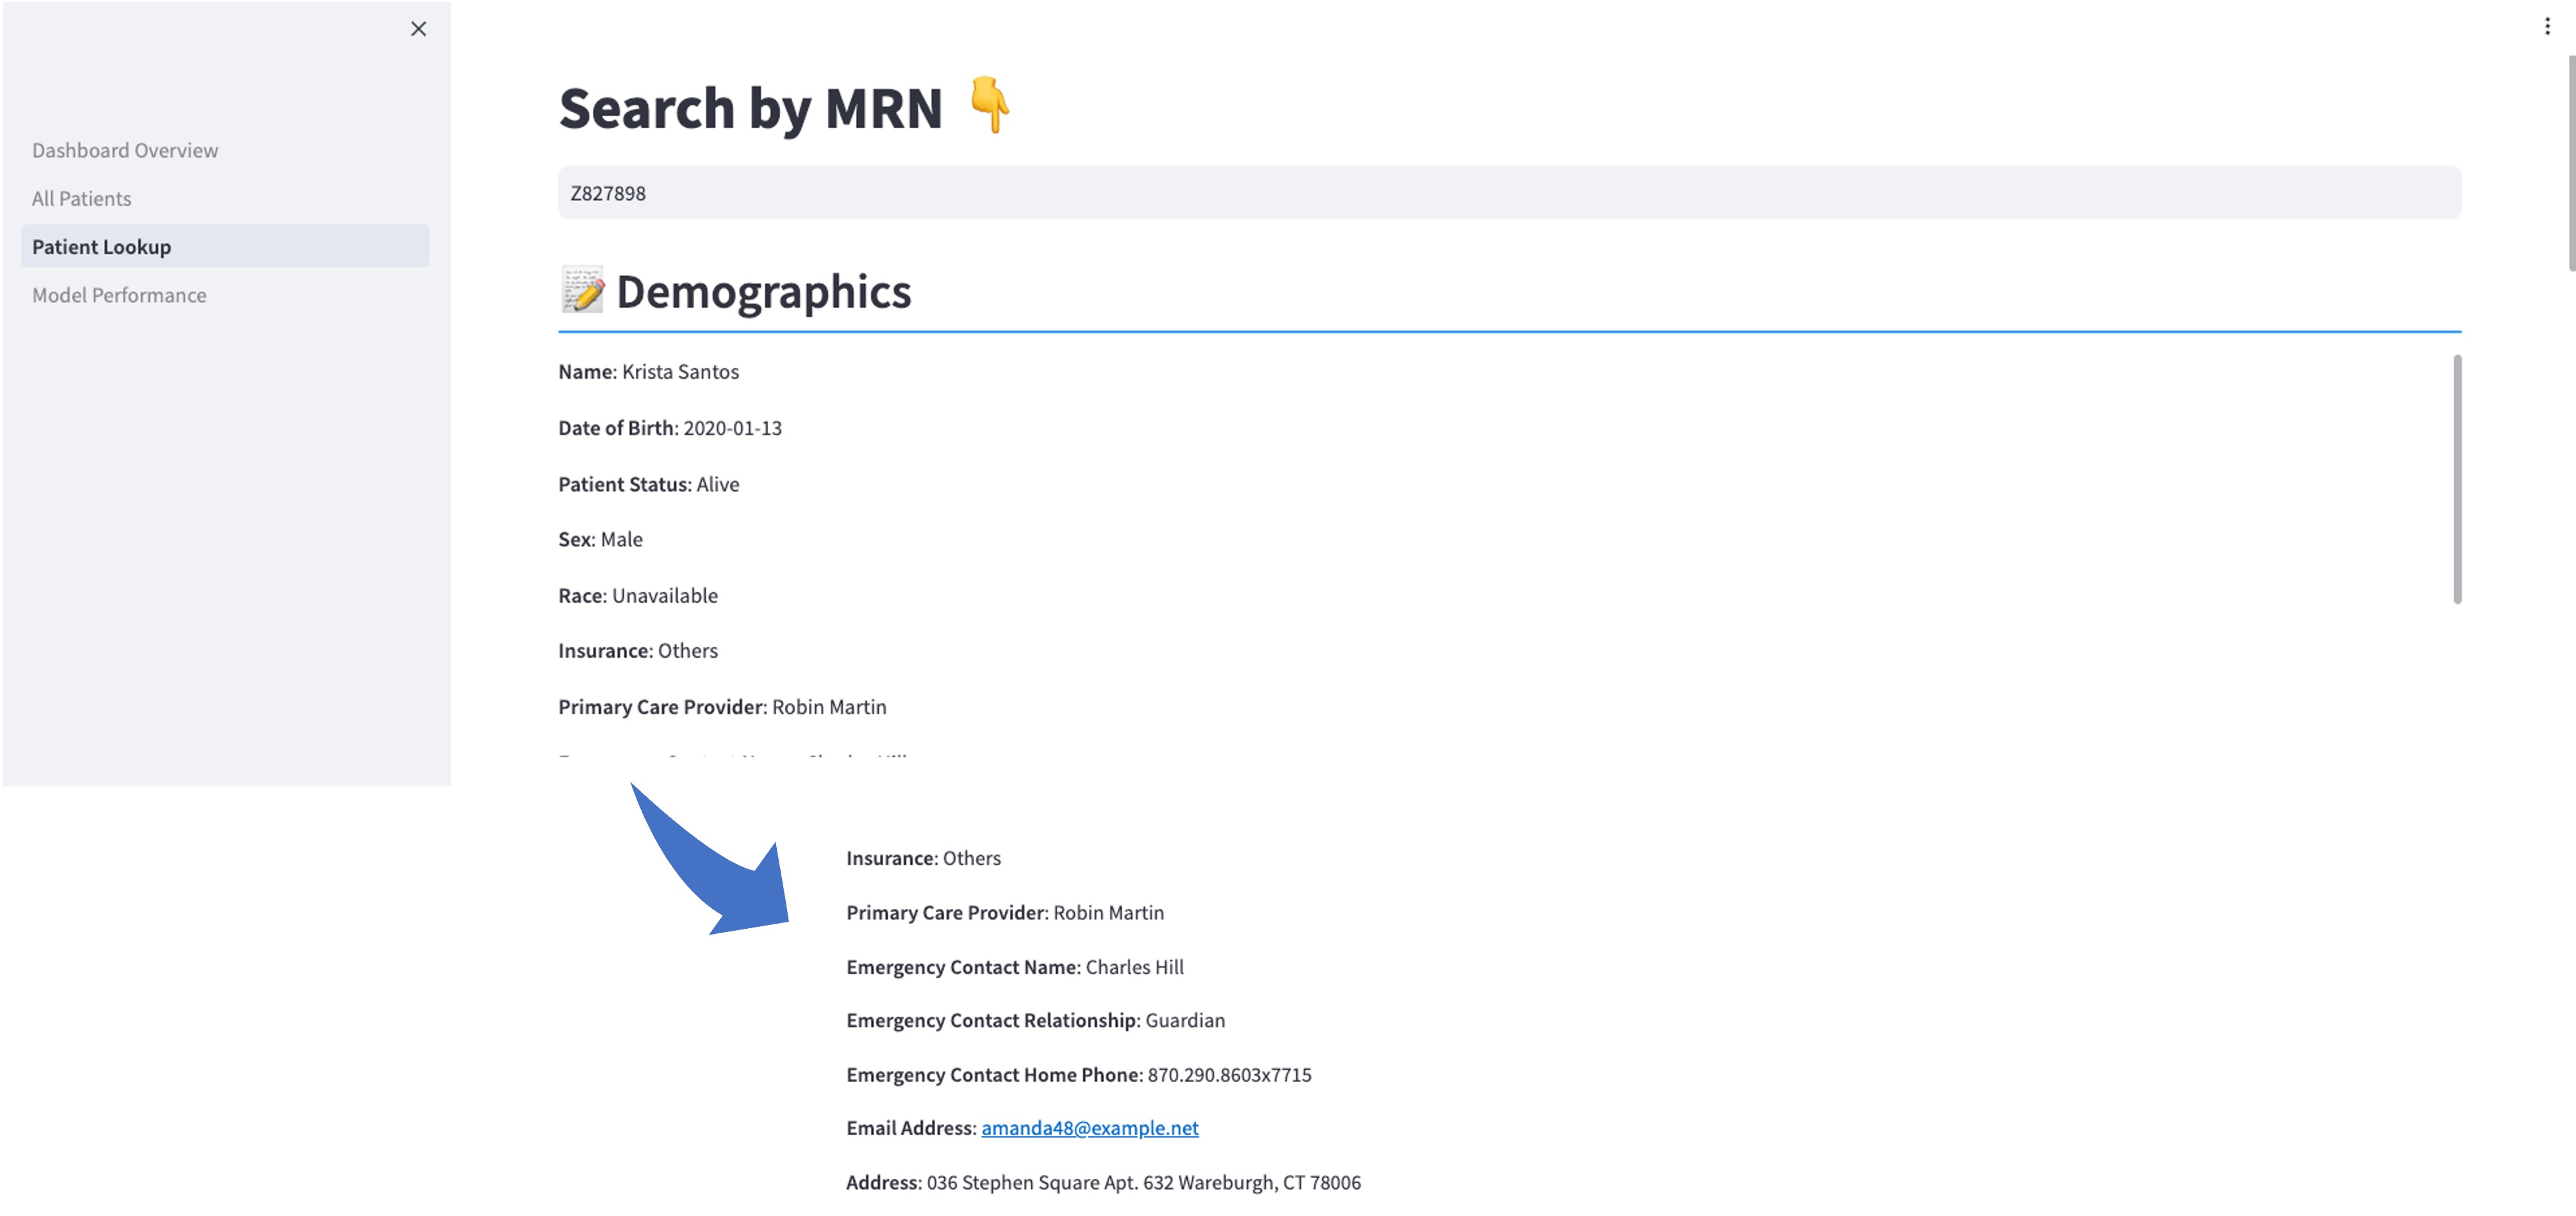 Dashboard Overview
All Patients
Patient Lookup
Model Performance
Search by MRN
Z827898
Demographics
Name: Krista Santos
Date of Birth: 2020-01-13
Patient Status: Alive
Sex: Male
Race: Unavailable
Insurance: Others
Primary Care Provider: Robin Martin
Insurance: Others
Primary Care Provider: Robin Martin
Emergency Contact Name: Charles Hill
Emergency Contact Relationship: Guardian
Emergency Contact Home Phone: 870.290.8603x7715
Email Address: amanda48@example.net
Address: 036 Stephen Square Apt. 632 Wareburgh, CT 78006